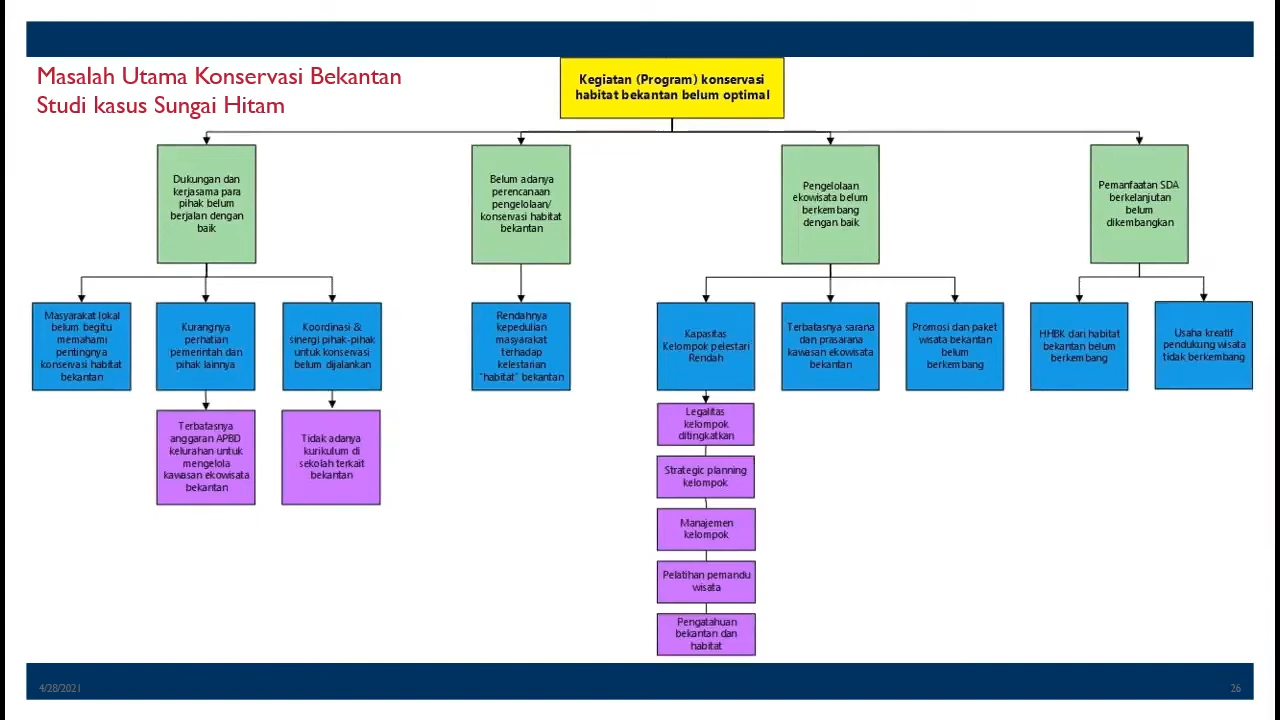 Masalah Utama Konservasi Bekantan
Studi kasus Sungai Hitam
Kegiatan (Program) konservasi
habitat bekantan belum optimal
Dukungan dan
kerjasama para
pihak belum
berjalan dengan
baik
Belum adanya
perencanaan
pengelolaan/
konservasi habitat
bekantan
Pengelolaan
ekowisata belum
berkembang
dengan baik
Pemanfaatan SDA
berkelanjutan
belum
dikembangkan
Masyarakat lokal
belum begitu
memahami
pentingnya
konservasi habitat
bekantan
Kurangnya
perhatian
pemerintah dan
pihak lainnya
Koordinasi &
sinergi pihak-pihak
untuk konservasi
belum dijalankan
Rendahnya
kepedulian
masyarakat
terhadap
kelestarian
"habitat" bekantan
Kapasitas
Kelompok pelestari
Rendah
Terbatasnya sarana
dan prasarana
kawasan ekowisata
bekantan
Promosi dan paket
wisata bekantan
belum
berkembang
HHBK dari habitat
bekantan belum
berkembang
Usaha kreatif
pendukung wisata
tidak berkembang
Terbatasnya
anggaran APBD
kelurahan untuk
mengelola
kawasan ekowisata
bekantan
Tidak adanya
kurikulum di
sekolah terkait
bekantan
Legalitas
kelompok
ditingkatkan
Strategic planning
kelompok
Manajemen
kelompok
Pelatihan pemandu
wisata
Pengatahuan
bekantan dan
habitat
4/28/2021
26